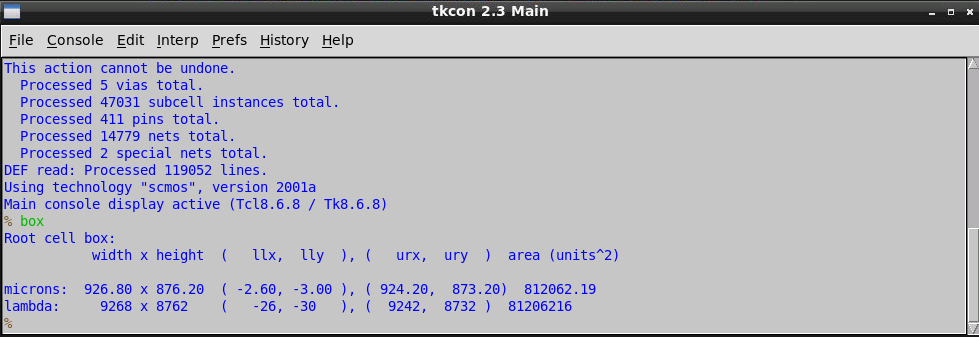 tkcon 2.3 Main
File Console Edit Interp Prefs History Help
This action cannot be undone.
  Processed 5 vias total.
  Processed 47031 subcell instances total.
  Processed 411 pins total.
  Processed 14779 nets total.
  Processed 2 special nets total.
DEF read: Processed 119052 lines.
Using technology "scmos", version 2001a
Main console display active (Tcl8.6.8 / Tk8.6.8)
% box
Root cell box:
           width x height  (   llx,  lly  ), (   urx,  ury  )  area (units^2)
microns:  926.80 x 876.20  ( -2.60, -3.00 ), ( 924.20,  873.20)  812062.19
lambda:     9268 x 8762    (   -26, -30   ), (  9242,  8732 )  81206216
%